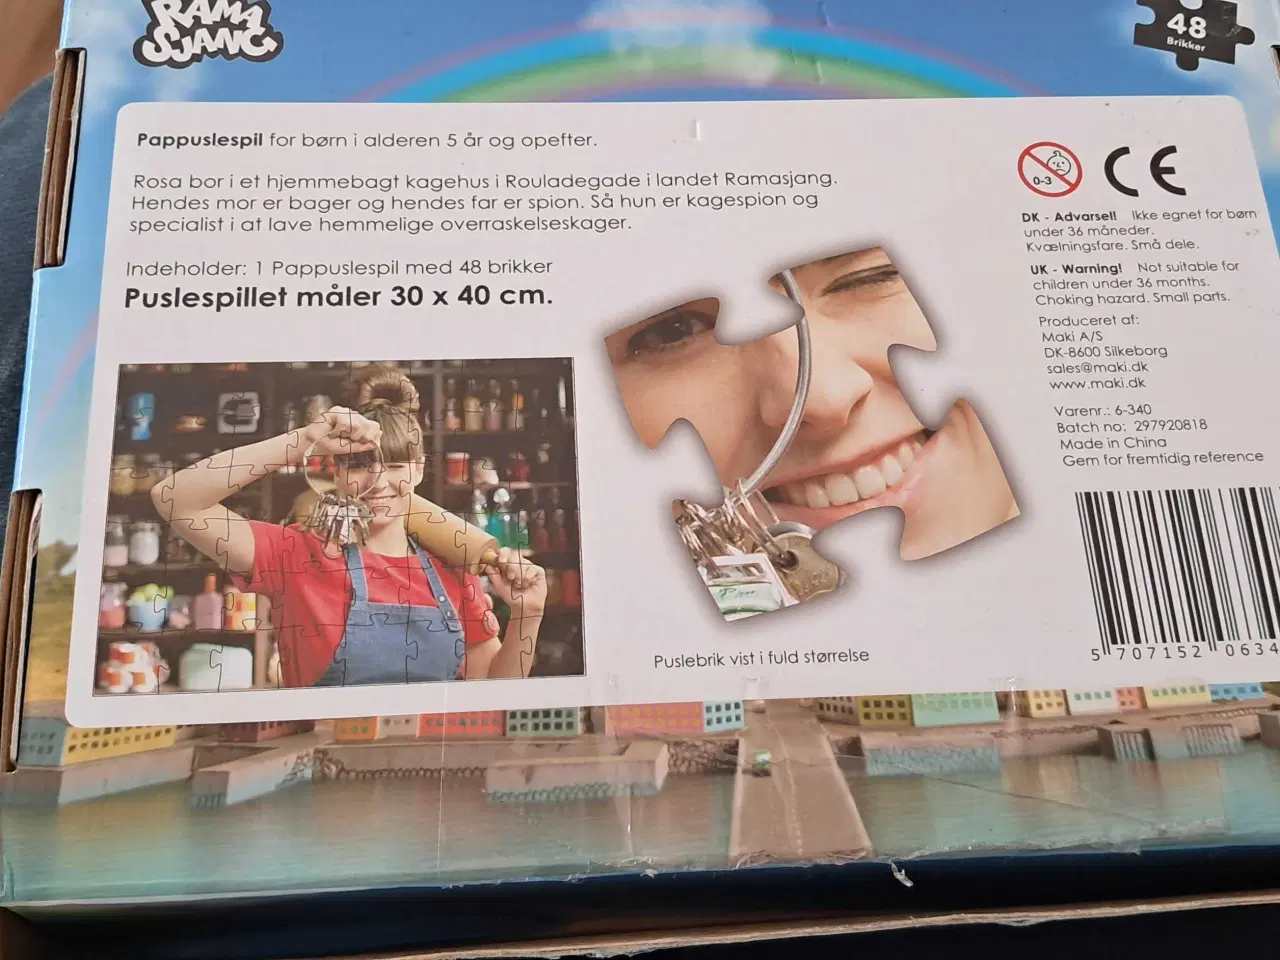 RAMA
SJANG
48
Brikker
Pappuslespil for børn i alderen 5 år og opefter.
Rosa bor i et hjemmebagt kagehus i Rouladegade i landet Ramasjang.
Hendes mor er bager og hendes far er spion. Så hun er kagespion og
specialist i at lave hemmelige overraskelseskager.
Indeholder: 1 Pappuslespil med 48 brikker
Puslespillet måler 30 x 40 cm.
Puslebrik vist i fuld størrelse
0-3
CE
DK - Advarsel! Ikke egnet for børn
under 36 måneder.
Kvælningsfare. Små dele.
UK - Warning! Not suitable for
children under 36 months.
Choking hazard. Small parts.
Produceret af:
Maki A/S
DK-8600 Silkeborg
sales@maki.dk
www.maki.dk
Varenr.: 6-340
Batch no: 297920818
Made in China
Gem for fremtidig reference
5 707152 0634